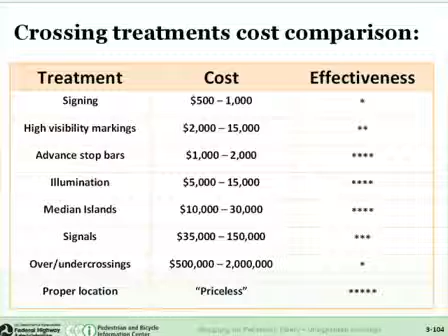 Crossing treatments cost comparison:
Treatment Cost Effectiveness
Signing $500 – 1,000 *
High visibility markings $2,000 – 15,000 **
Advance stop bars $1,000 – 2,000 ****
Illumination $5,000 – 15,000 ****
Median Islands $10,000 – 30,000 ****
Signals $35,000 – 150,000 ***
Over/undercrossings $500,000 – 2,000,000 *
Proper location “Priceless” *****
Federal Highway
Pedestrian and Bicycle
Information Center
3-104